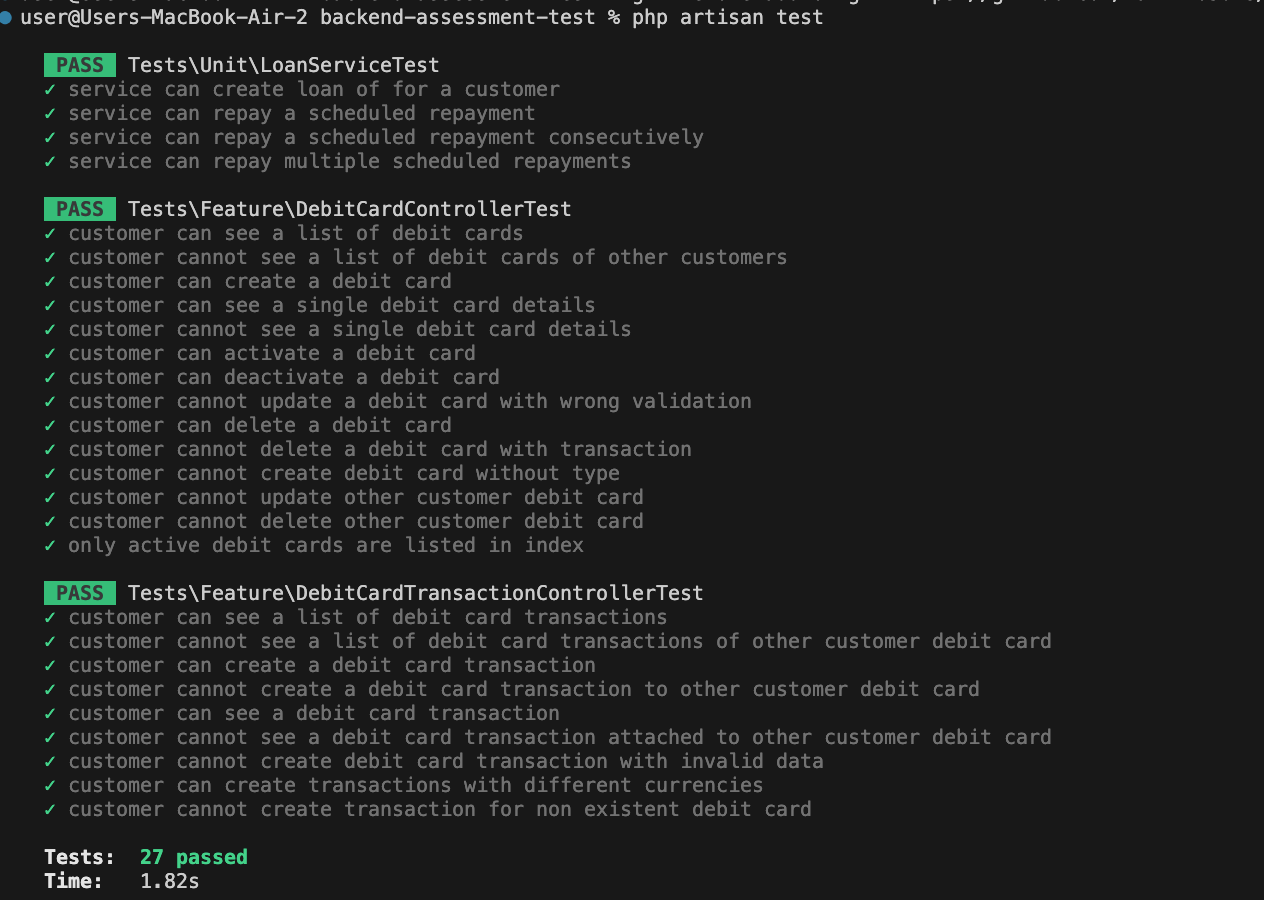 user@Users-MacBook-Air-2 backend-assessment-test % php artisan test
PASS Tests\Unit\LoanServiceTest
✓ service can create loan of for a customer
✓ service can repay a scheduled repayment
✓ service can repay a scheduled repayment consecutively
✓ service can repay multiple scheduled repayments
PASS Tests\Feature\DebitCardControllerTest
✓ customer can see a list of debit cards
✓ customer cannot see a list of debit cards of other customers
✓ customer can create a debit card
✓ customer can see a single debit card details
✓ customer cannot see a single debit card details
✓ customer can activate a debit card
✓ customer can deactivate a debit card
✓ customer cannot update a debit card with wrong validation
✓ customer can delete a debit card
✓ customer cannot delete a debit card with transaction
✓ customer cannot create debit card without type
✓ customer cannot update other customer debit card
✓ customer cannot delete other customer debit card
✓ only active debit cards are listed in index
PASS Tests\Feature\DebitCardTransactionControllerTest
✓ customer can see a list of debit card transactions
✓ customer cannot see a list of debit card transactions of other customer debit card
✓ customer can create a debit card transaction
✓ customer cannot create a debit card transaction to other customer debit card
✓ customer can see a debit card transaction
✓ customer cannot see a debit card transaction attached to other customer debit card
✓ customer cannot create debit card transaction with invalid data
✓ customer can create transactions with different currencies
✓ customer cannot create transaction for non existent debit card
Tests: 27 passed
Time: 1.82s